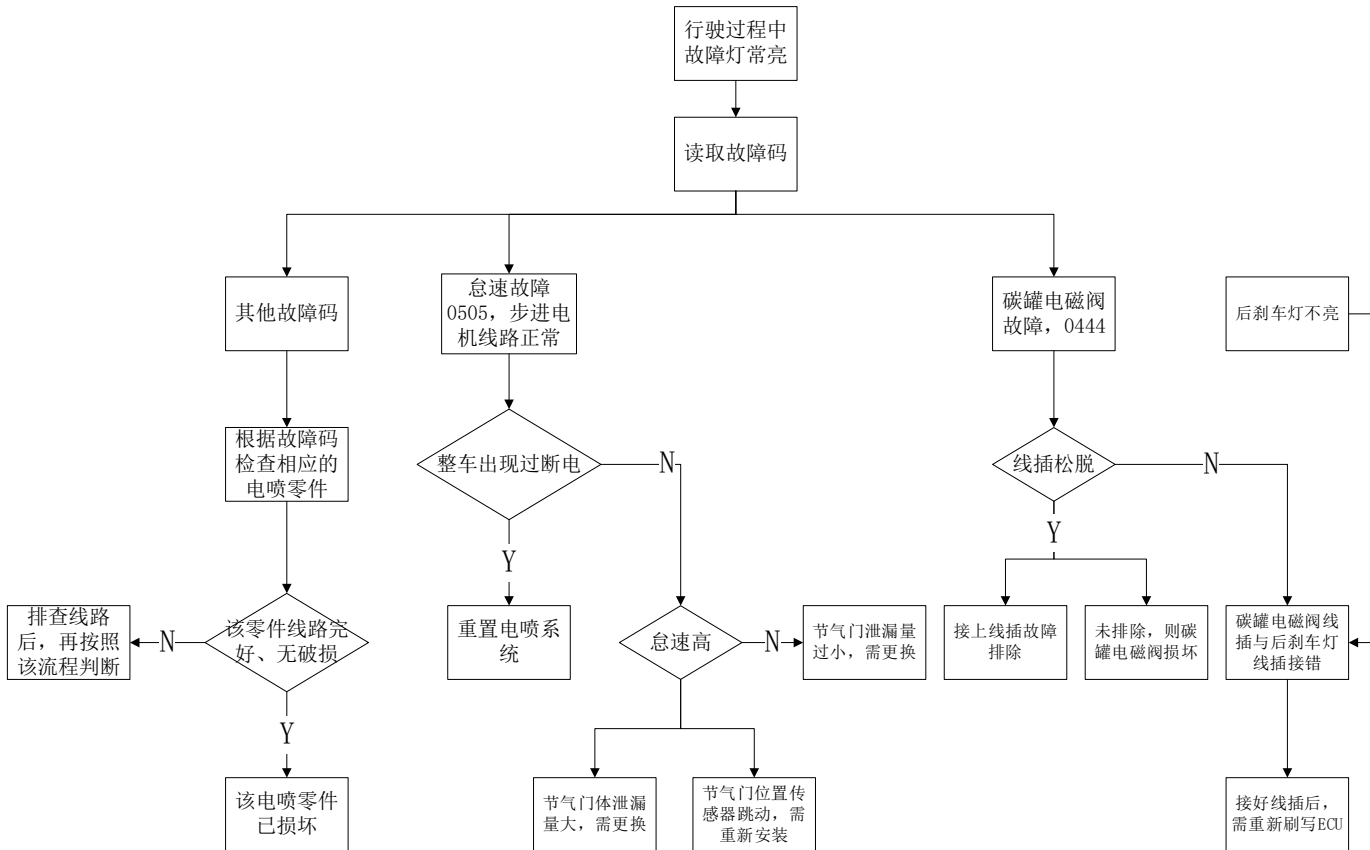 行驶过程中
故障灯常亮
读取故障码
其他故障码
怠速故障
0505，步进电
机线路正常
碳罐电磁阀
故障，0444
后刹车灯不亮
根据故障码
检查相应的
电喷零件
整车出现过断电
N
线插松脱
N
Y
Y
排查线路
后，再按照
该流程判断
N
该零件线路完
好、无破损
重置电喷系
统
怠速高
N
节气门泄漏量
过小，需更换
接上线插故障
排除
未排除，则碳
罐电磁阀损坏
碳罐电磁阀线
插与后刹车灯
线插接错
Y
该电喷零件
已损坏
节气门体泄漏
量大，需更换
节气门位置传
感器跳动，需
重新安装
接好线插后，
需重新刷写ECU